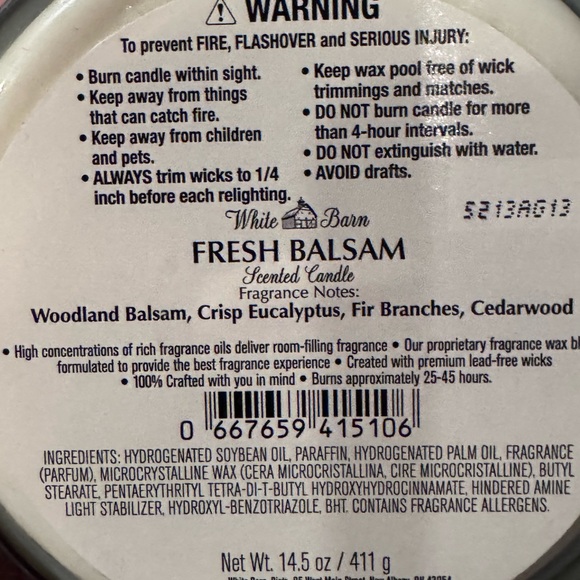 ⚠ WARNING
To prevent FIRE, FLASHOVER and SERIOUS INJURY:
• Burn candle within sight.
• Keep away from things
that can catch fire.
• Keep away from children
and pets.
• ALWAYS trim wicks to 1/4
inch before each relighting.
• Keep wax pool free of wick
trimmings and matches.
• DO NOT burn candle for more
than 4-hour intervals.
• DO NOT extinguish with water.
• AVOID drafts.
5213AG13
White Barn
FRESH BALSAM
Scented Candle
Fragrance Notes:
Woodland Balsam, Crisp Eucalyptus, Fir Branches, Cedarwood
• High concentrations of rich fragrance oils deliver room-filling fragrance • Our proprietary fragrance wax bl
formulated to provide the best fragrance experience • Created with premium lead-free wicks
• 100% Crafted with you in mind • Burns approximately 25-45 hours.
0 667659 415106
INGREDIENTS: HYDROGENATED SOYBEAN OIL, PARAFFIN, HYDROGENATED PALM OIL, FRAGRANCE
(PARFUM), MICROCRYSTALLINE WAX (CERA MICROCRISTALLINA, CIRE MICROCRISTALLINE), BUTYL
STEARATE, PENTAERYTHRITYL TETRA-DI-T-BUTYL HYDROXYHYDROCINNAMATE, HINDERED AMINE
LIGHT STABILIZER, HYDROXYL-BENZOTRIAZOLE, BHT. CONTAINS FRAGRANCE ALLERGENS.
Net Wt. 14.5 oz / 411 g